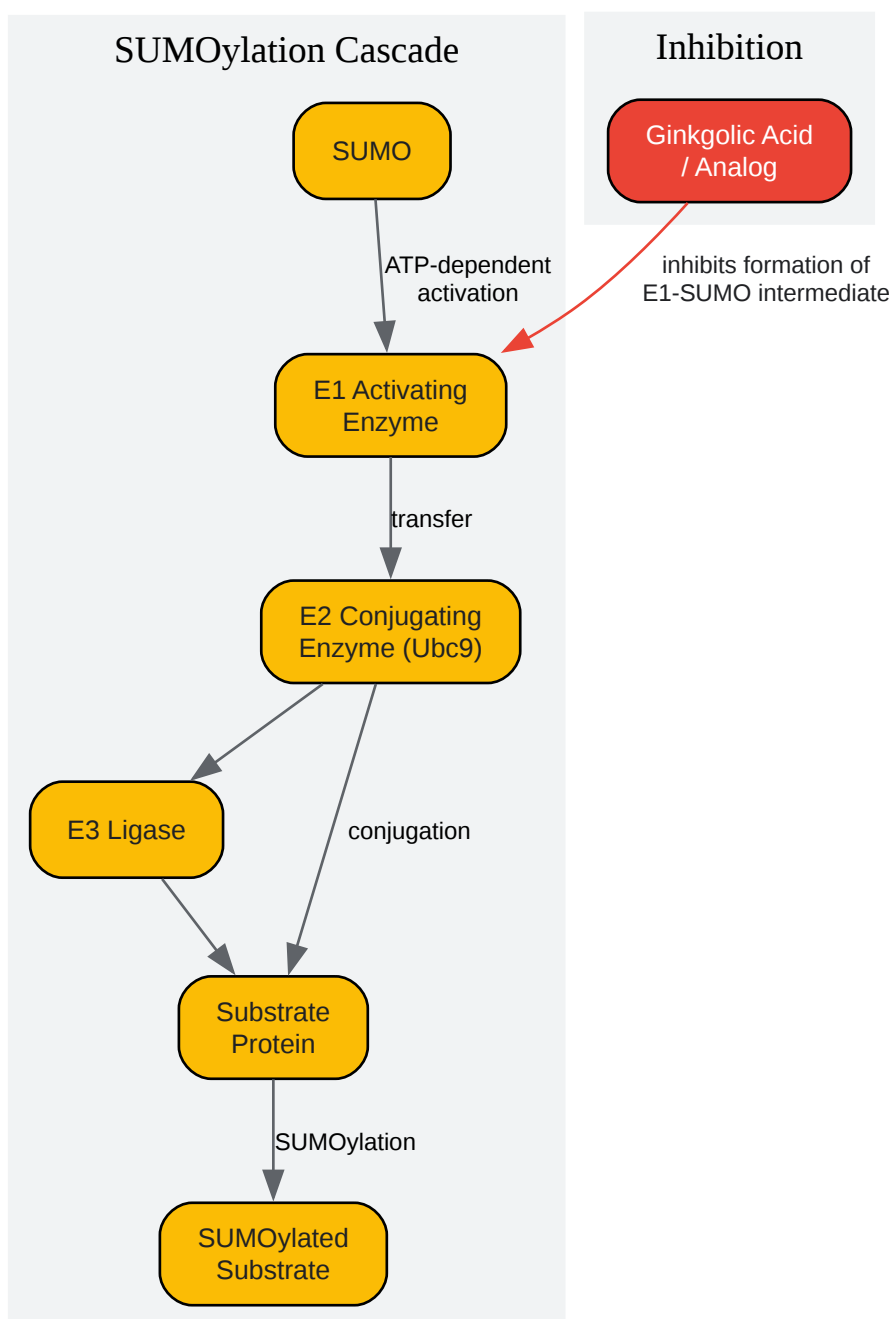 SUMOylation Cascade
Inhibition
SUMO
Ginkgolic Acid
/ Analog
ATP-dependent
activation
inhibits formation of
E1-SUMO intermediate
E1 Activating
Enzyme
transfer
E2 Conjugating
Enzyme (Ubc9)
E3 Ligase
conjugation
Substrate
Protein
SUMOylation
SUMOylated
Substrate